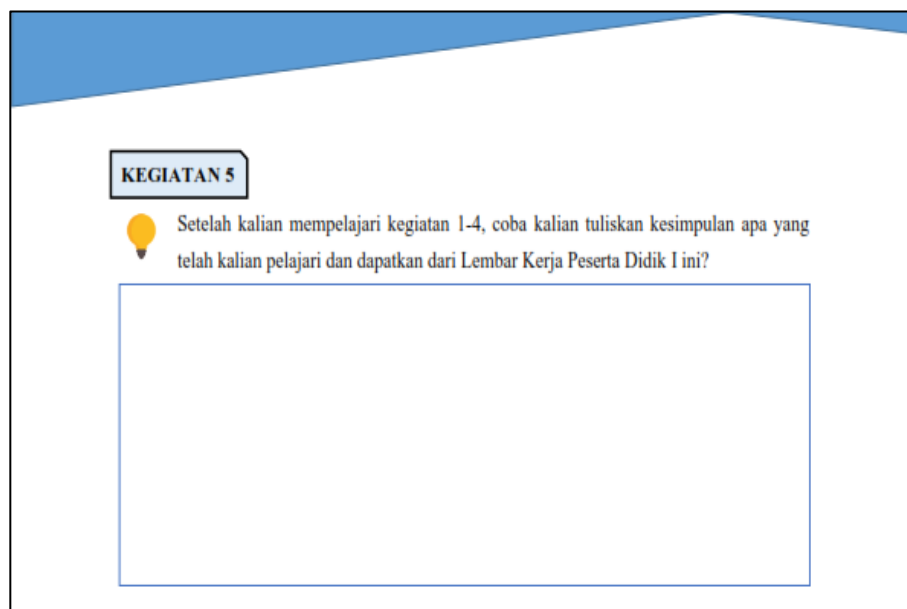 KEGIATAN 5
Setelah kalian mempelajari kegiatan 1-4, coba kalian tuliskan kesimpulan apa yang
telah kalian pelajari dan dapatkan dari Lembar Kerja Peserta Didik I ini?